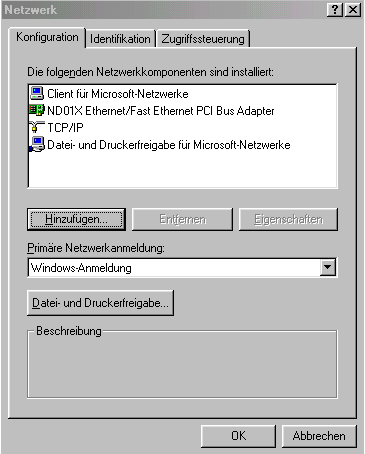 Netzwerk
Konfiguration Identifikation Zugriffssteuerung
Die folgenden Netzwerkkomponenten sind installiert:
Client für Microsoft-Netzwerke
ND01X Ethernet/Fast Ethernet PCI Bus Adapter
TCP/IP
Datei- und Druckerfreigabe für Microsoft-Netzwerke
Hinzufügen... Entfernen Eigenschaften
Primäre Netzwerkanmeldung:
Windows-Anmeldung
Datei- und Druckerfreigabe...
Beschreibung
OK Abbrechen